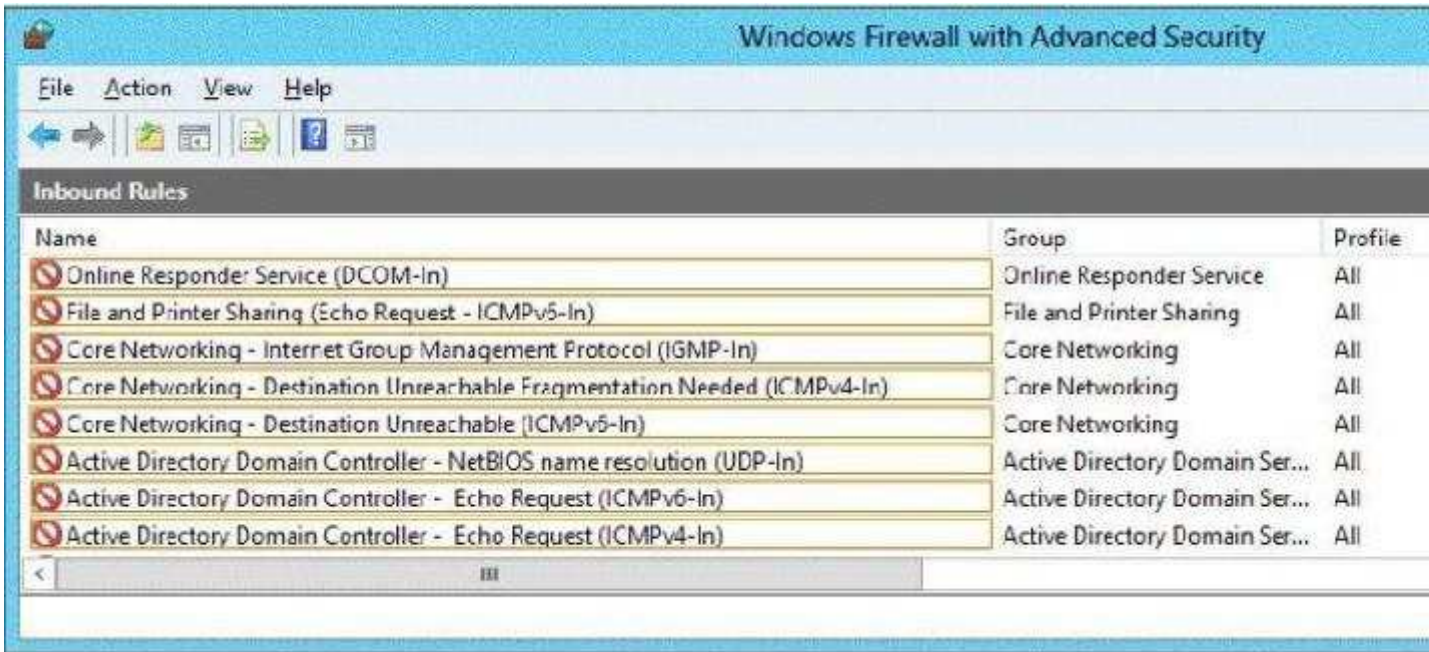 Windows Firewall with Advanced Security
File Action View Help
Inbound Rules
Name Group Profile
Online Responder Service (DCOM-In) Online Responder Service All
File and Printer Sharing (Echo Request - ICMPv6-In) File and Printer Sharing All
Core Networking - Internet Group Management Protocol (IGMP-In) Core Networking All
Core Networking - Destination Unreachable Fragmentation Needed (ICMPv4-In) Core Networking All
Core Networking - Destination Unreachable (ICMPv6-In) Core Networking All
Active Directory Domain Controller - NetBIOS name resolution (UDP-In) Active Directory Domain Ser... All
Active Directory Domain Controller - Echo Request (ICMPv6-In) Active Directory Domain Ser... All
Active Directory Domain Controller - Echo Request (ICMPv4-In) Active Directory Domain Ser... All